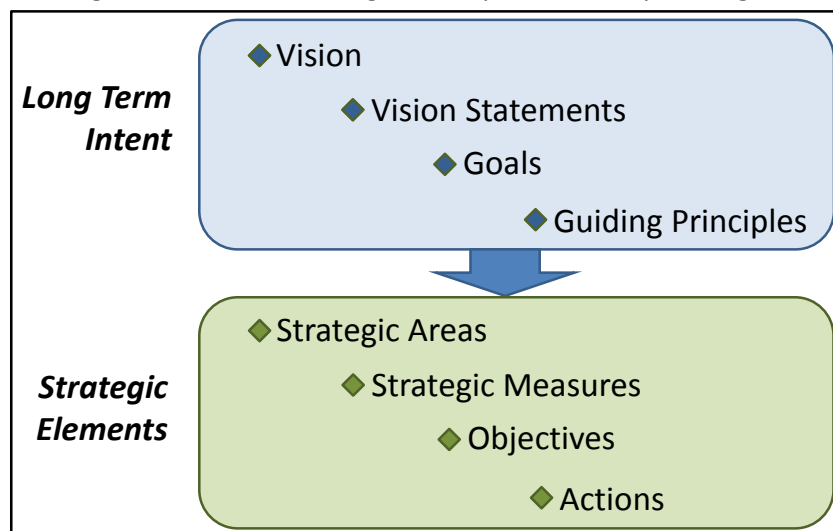 Long Term
Intent
Vision
Vision Statements
Goals
Guiding Principles
Strategic
Elements
Strategic Areas
Strategic Measures
Objectives
Actions